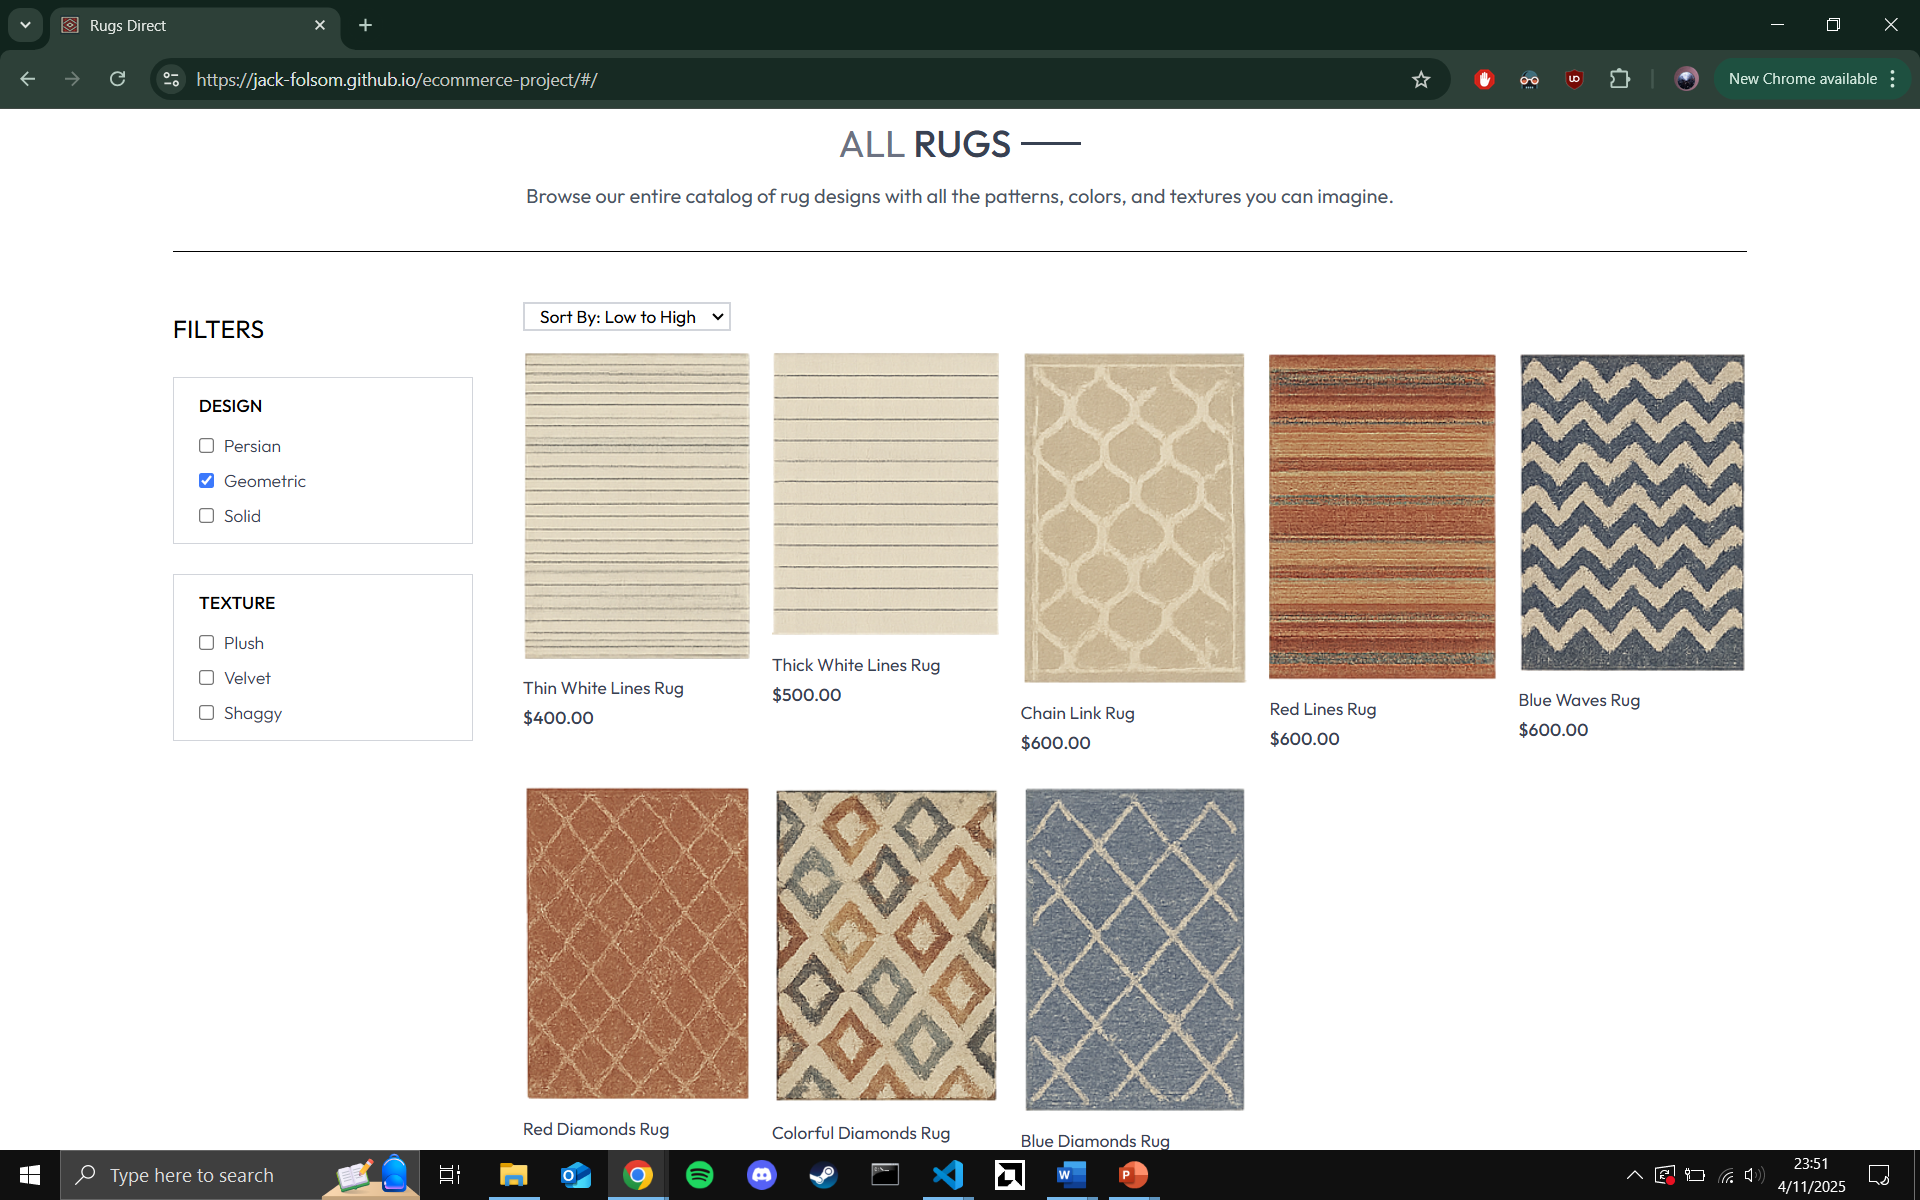 Rugs Direct
https://jack-folsom.github.io/ecommerce-project/#/
UD
New Chrome available
ALL RUGS
Browse our entire catalog of rug designs with all the patterns, colors, and textures you can imagine.
FILTERS
Sort By: Low to High
DESIGN
Persian
Geometric
Solid
TEXTURE
Plush
Velvet
Shaggy
Thin White Lines Rug
$400.00
Thick White Lines Rug
$500.00
Chain Link Rug
$600.00
Red Lines Rug
$600.00
Blue Waves Rug
$600.00
Red Diamonds Rug
Colorful Diamonds Rug
Blue Diamonds Rug
Type here to search
23:51
4/11/2025